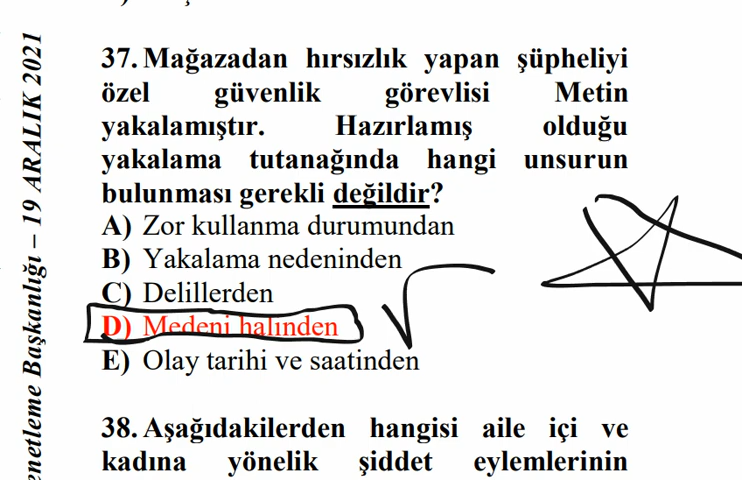 enetleme Başkanlığı – 19 ARALIK 2021
37. Mağazadan hırsızlık yapan şüpheliyi
özel güvenlik görevlisi Metin
yakalamıştır. Hazırlamış olduğu
yakalama tutanağında hangi unsurun
bulunması gerekli değildir?
A) Zor kullanma durumundan
B) Yakalama nedeninden
C) Delillerden
D) Medeni halinden
E) Olay tarihi ve saatinden
38. Aşağıdakilerden hangisi aile içi ve
kadına yönelik şiddet eylemlerinin